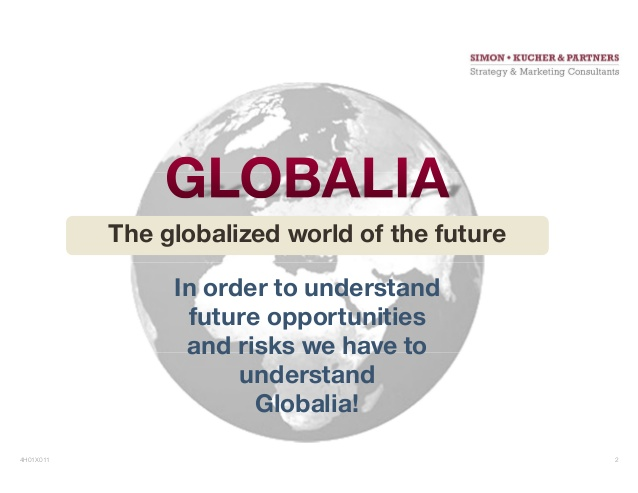 SIMON • KUCHER & PARTNERS
Strategy & Marketing Consultants
GLOBALIA
The globalized world of the future
In order to understand
future opportunities
and risks we have to
understand
Globalia!
2